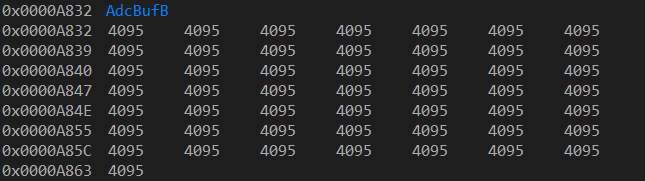 0x0000A832 AdcBufB
0x0000A832 4095 4095 4095 4095 4095 4095 4095
0x0000A839 4095 4095 4095 4095 4095 4095 4095
0x0000A840 4095 4095 4095 4095 4095 4095 4095
0x0000A847 4095 4095 4095 4095 4095 4095 4095
0x0000A84E 4095 4095 4095 4095 4095 4095 4095
0x0000A855 4095 4095 4095 4095 4095 4095 4095
0x0000A85C 4095 4095 4095 4095 4095 4095 4095
0x0000A863 4095